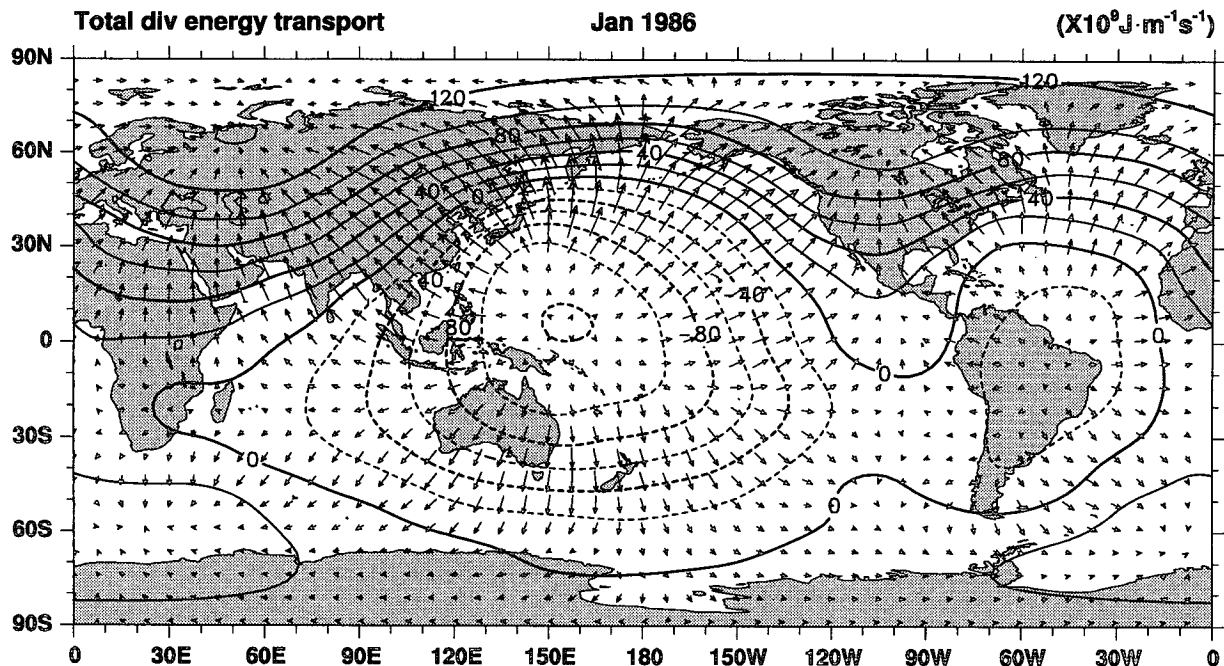 Total div energy transport Jan 1986 (X10⁹J·m⁻¹s⁻¹)
90N
120 120
80
60N
40 80
40 0 40
30N
40 40
0
0 80 -80 0
0
30S
0
0
60S
90S
0 30E 60E 90E 120E 150E 180E 150W 120W 90W 60W 30W 0